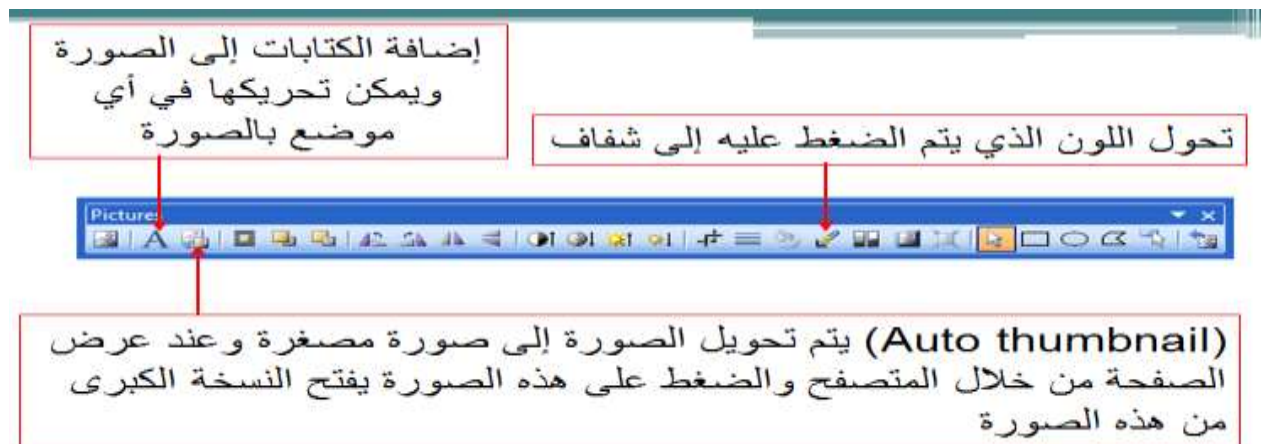 إضافة الكتابات إلى الصورة
ويمكن تحريكها في أي
موضع بالصورة
تحول اللون الذي يتم الضغط عليه إلى شفاف
Pictures
(Auto thumbnail) يتم تحويل الصورة إلى صورة مصغرة وعند عرض
الصفحة من خلال المتصفح والضغط على هذه الصورة يفتح النسخة الكبرى
من هذه الصورة